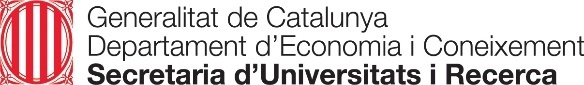 Generalitat de Catalunya
Departament d’Economia i Coneixement
Secretaria d’Universitats i Recerca